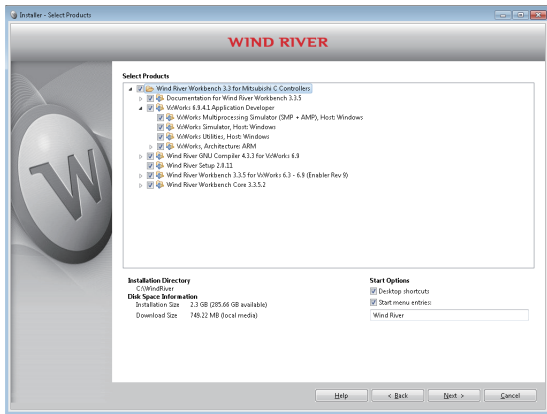 Installer - Select Products
WIND RIVER
Select Products
Wind River Workbench 3.3 for Mitsubishi C Controllers
Documentation for Wind River Workbench 3.3.5
VxWorks 6.9.4.1 Application Developer
VxWorks Multiprocessing Simulator (SMP + AMP), Host: Windows
VxWorks Simulator, Host: Windows
VxWorks Utilities, Host: Windows
VxWorks, Architecture: ARM
Wind River GNU Compiler 4.3.3 for VxWorks 6.9
Wind River Setup 2.0.11
Wind River Workbench 3.3.5 for VxWorks 6.3 - 6.9 (Enabler Rev 9)
Wind River Workbench Core 3.3.5.2
W
Installation Directory
C:\WindRiver
Disk Space Information
Installation Size 2.3 GB (285.66 GB available)
Download Size 749.22 MB (local media)
Start Options
Desktop shortcuts
Start menu entries:
Wind River
Help
< Back
Next >
Cancel